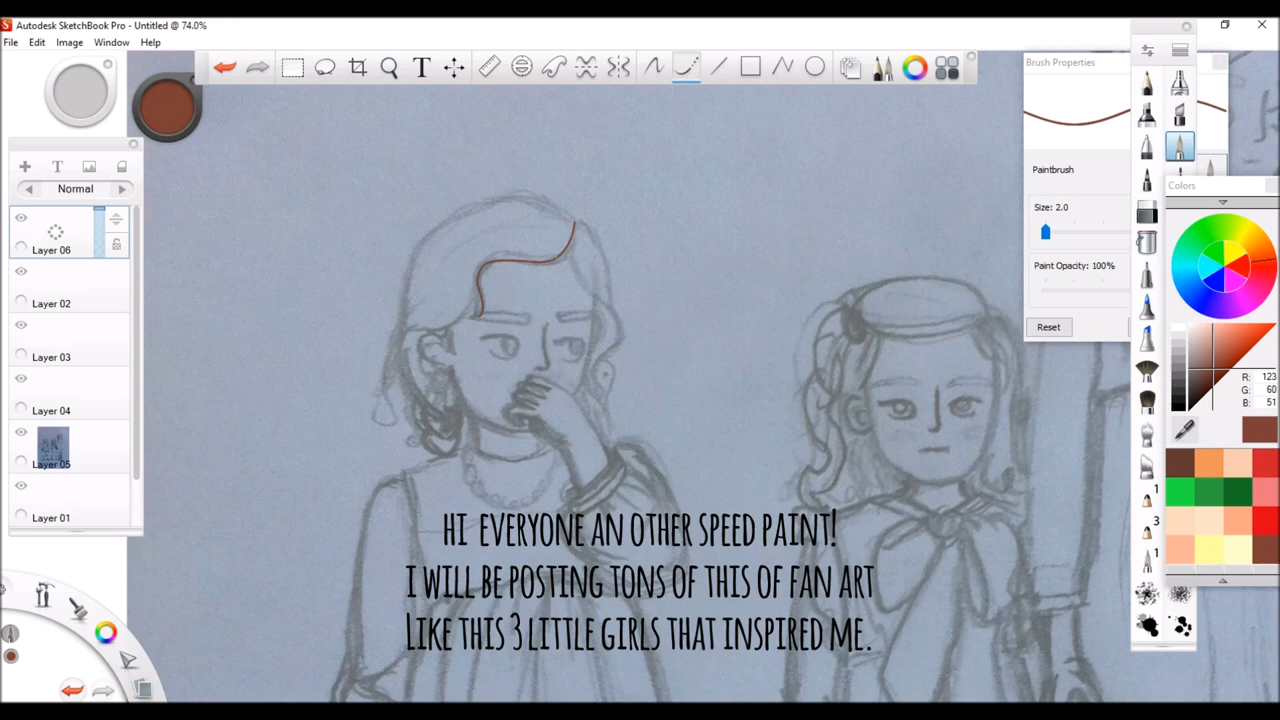 Autodesk SketchBook Pro - Untitled @ 74.0%
File Edit Image Window Help
T
Brush Properties
T
Normal
Paintbrush
Colors
Size: 2.0
Layer 06
Paint Opacity: 100%
Layer 02
Reset
Layer 03
R: 123
G: 60
B: 51
Layer 04
Layer 05
1
Layer 01
3
1
HI EVERYONE AN OTHER SPEED PAINT!
I WILL BE POSTING TONS OF THIS OF FAN ART
LIKE THIS 3 LITTLE GIRLS THAT INSPIRED ME.